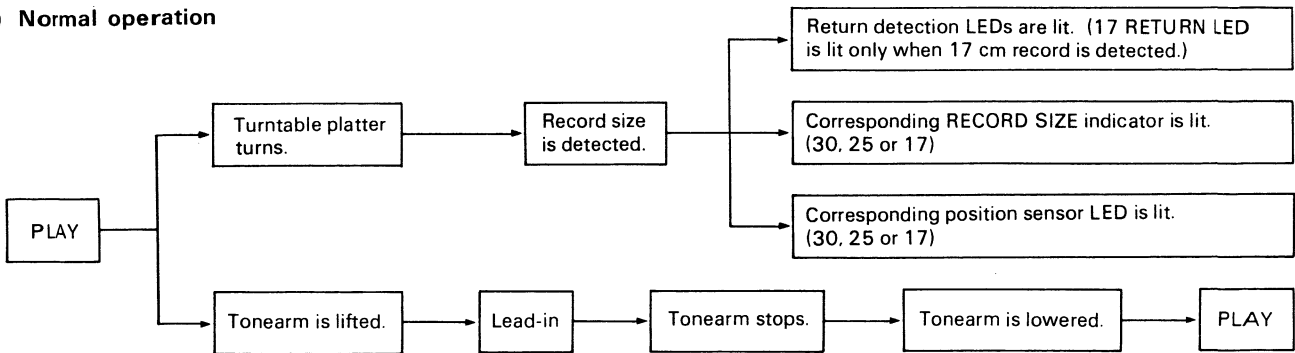 Normal operation
Return detection LEDs are lit. (17 RETURN LED
is lit only when 17 cm record is detected.)
Turntable platter
turns.
Record size
is detected.
Corresponding RECORD SIZE indicator is lit.
(30, 25 or 17)
Corresponding position sensor LED is lit.
(30, 25 or 17)
PLAY
Tonearm is lifted.
Lead-in
Tonearm stops.
Tonearm is lowered.
PLAY